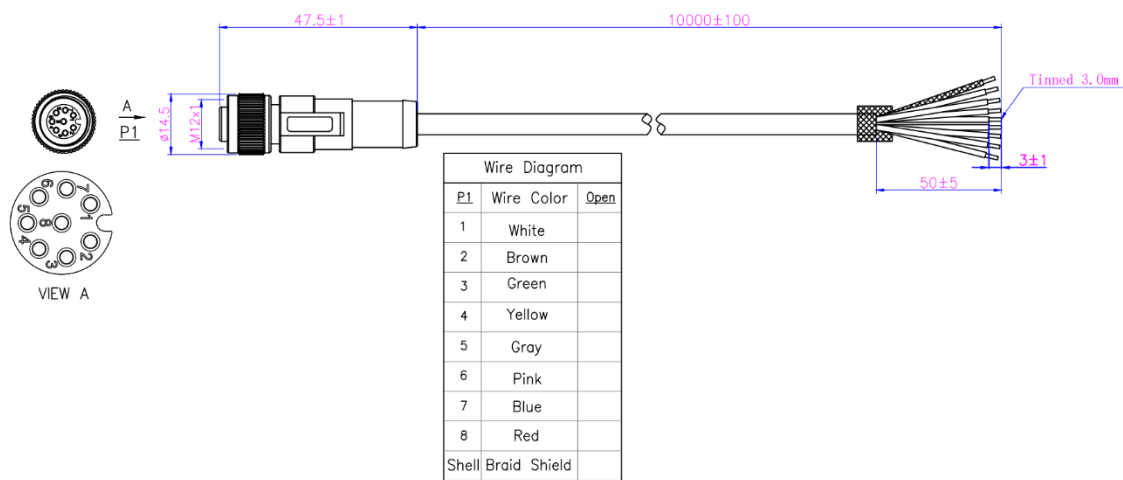 47.5±1
10000±100
A
P1
ø14.5
M12x1
Tinned 3.0mm
3±1
50±5
7
6
1
5
8
4
2
3
VIEW A
Wire Diagram
P1 Wire Color Open
1 White
2 Brown
3 Green
4 Yellow
5 Gray
6 Pink
7 Blue
8 Red
Shell Braid Shield